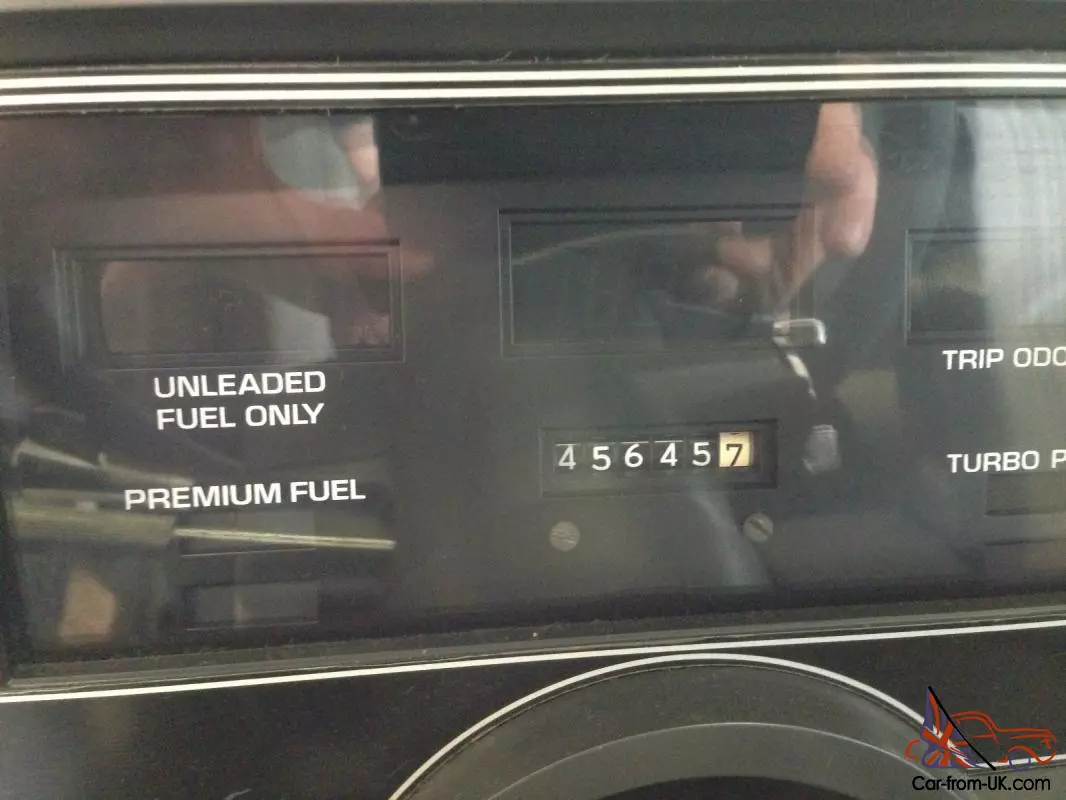 UNLEADED
FUEL ONLY
PREMIUM FUEL
456457
TRIP ODO
TURBO P
Car-from-UK.com